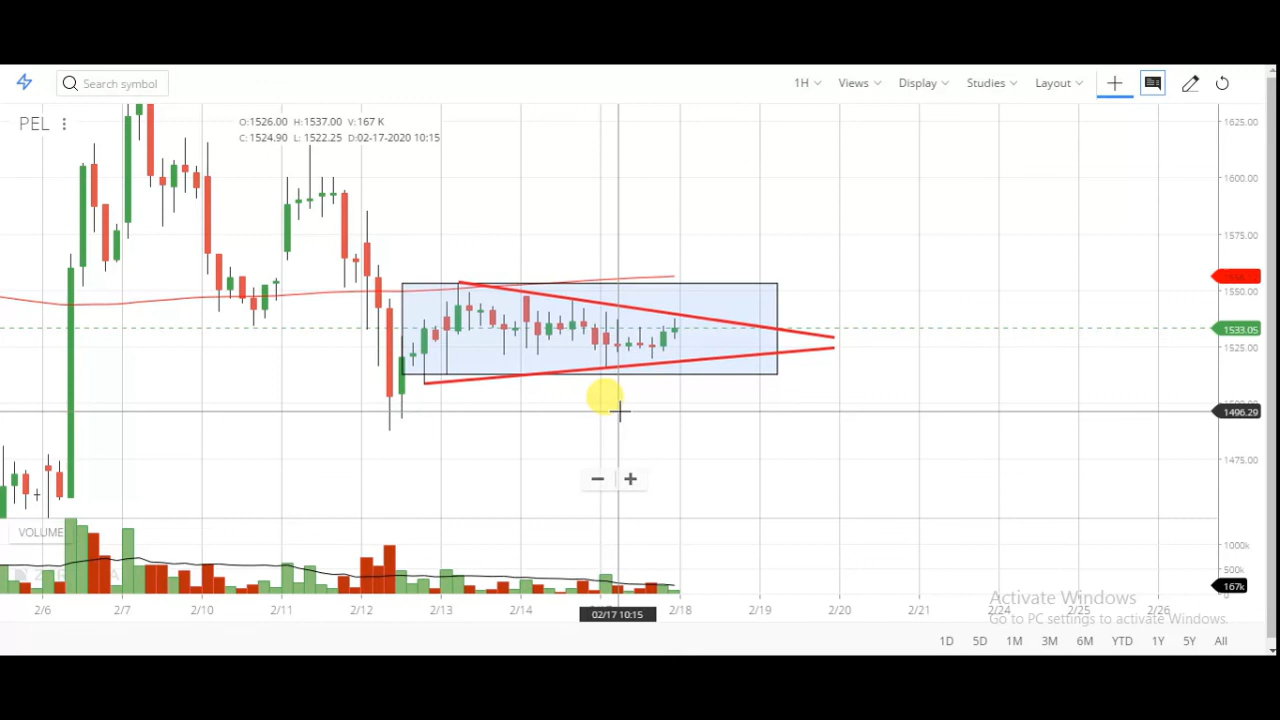 Search symbol
1H Views Display Studies Layout
PEL
O:1526.00 H:1537.00 V:167 K
C:1524.90 L: 1522.25 D:02-17-2020 10:15
1625.00
1600.00
1575.00
1550.00
1533.05
1525.00
1496.29
1475.00
VOLUME
1000k
500k
167k
2/6 2/7 2/10 2/11 2/12 2/13 2/14 2/18 2/19 2/20 2/21 2/24 2/25 2/26
02/17 10:15
Activate Windows
Go to PC settings to activate Windows.
1D 5D 1M 3M 6M YTD 1Y 5Y All